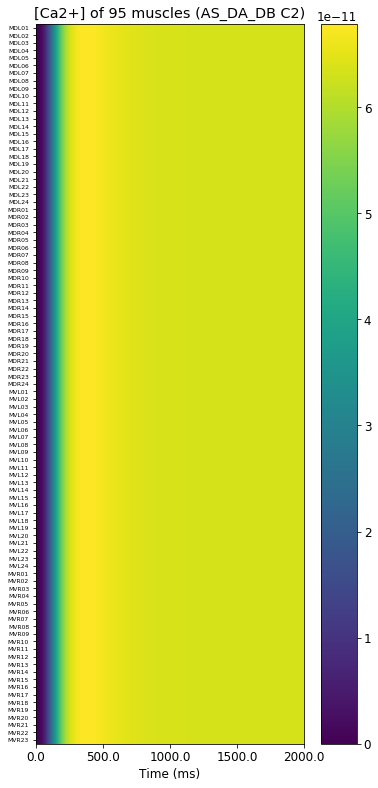 [Ca2+] of 95 muscles (AS_DA_DB C2)
1e−11
MDL01
MDL02
MDL03
MDL04
MDL05
MDL06
MDL07
MDL08
MDL09
MDL10
MDL11
MDL12
MDL13
MDL14
MDL15
MDL16
MDL17
MDL18
MDL19
MDL20
MDL21
MDL22
MDL23
MDL24
MDR01
MDR02
MDR03
MDR04
MDR05
MDR06
MDR07
MDR08
MDR09
MDR10
MDR11
MDR12
MDR13
MDR14
MDR15
MDR16
MDR17
MDR18
MDR19
MDR20
MDR21
MDR22
MDR23
MDR24
MVL01
MVL02
MVL03
MVL04
MVL05
MVL06
MVL07
MVL08
MVL09
MVL10
MVL11
MVL12
MVL13
MVL14
MVL15
MVL16
MVL17
MVL18
MVL19
MVL20
MVL21
MVL22
MVL23
MVL24
MVR01
MVR02
MVR03
MVR04
MVR05
MVR06
MVR07
MVR08
MVR09
MVR10
MVR11
MVR12
MVR13
MVR14
MVR15
MVR16
MVR17
MVR18
MVR19
MVR20
MVR21
MVR22
MVR23
0.0 500.0 1000.0 1500.0 2000.0
Time (ms)
6
5
4
3
2
1
0